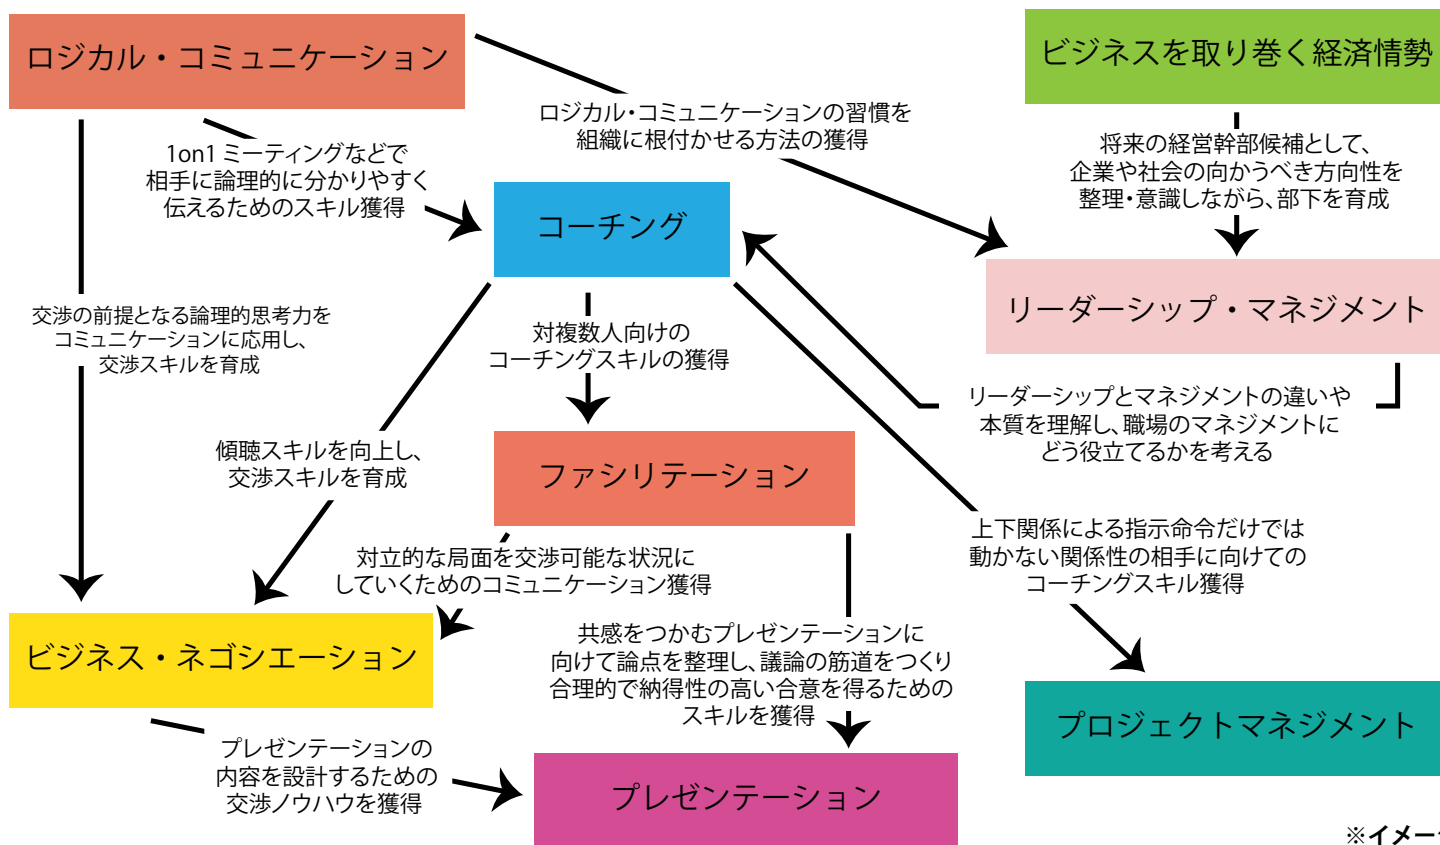 ロジカル・コミュニケーション
ビジネスを取り巻く経済情勢
ロジカル・コミュニケーションの習慣を
組織に根付かせる方法の獲得
1on1 ミーティングなどで
相手に論理的に分かりやすく
伝えるためのスキル獲得
将来の経営幹部候補として、
企業や社会の向かうべき方向性を
整理・意識しながら、部下を育成
コーチング
リーダーシップ・マネジメント
交渉の前提となる論理的思考力を
コミュニケーションに応用し、
交渉スキルを育成
対複数人向けの
コーチングスキルの獲得
リーダーシップとマネジメントの違いや
本質を理解し、職場のマネジメントに
どう役立てるかを考える
傾聴スキルを向上し、
交渉スキルを育成
ファシリテーション
対立的な局面を交渉可能な状況に
していくためのコミュニケーション獲得
上下関係による指示命令だけでは
動かない関係性の相手に向けての
コーチングスキル獲得
ビジネス・ネゴシエーション
共感をつかむプレゼンテーションに
向けて論点を整理し、議論の筋道をつくり
合理的で納得性の高い合意を得るための
スキルを獲得
プロジェクトマネジメント
プレゼンテーションの
内容を設計するための
交渉ノウハウを獲得
プレゼンテーション
※イメー